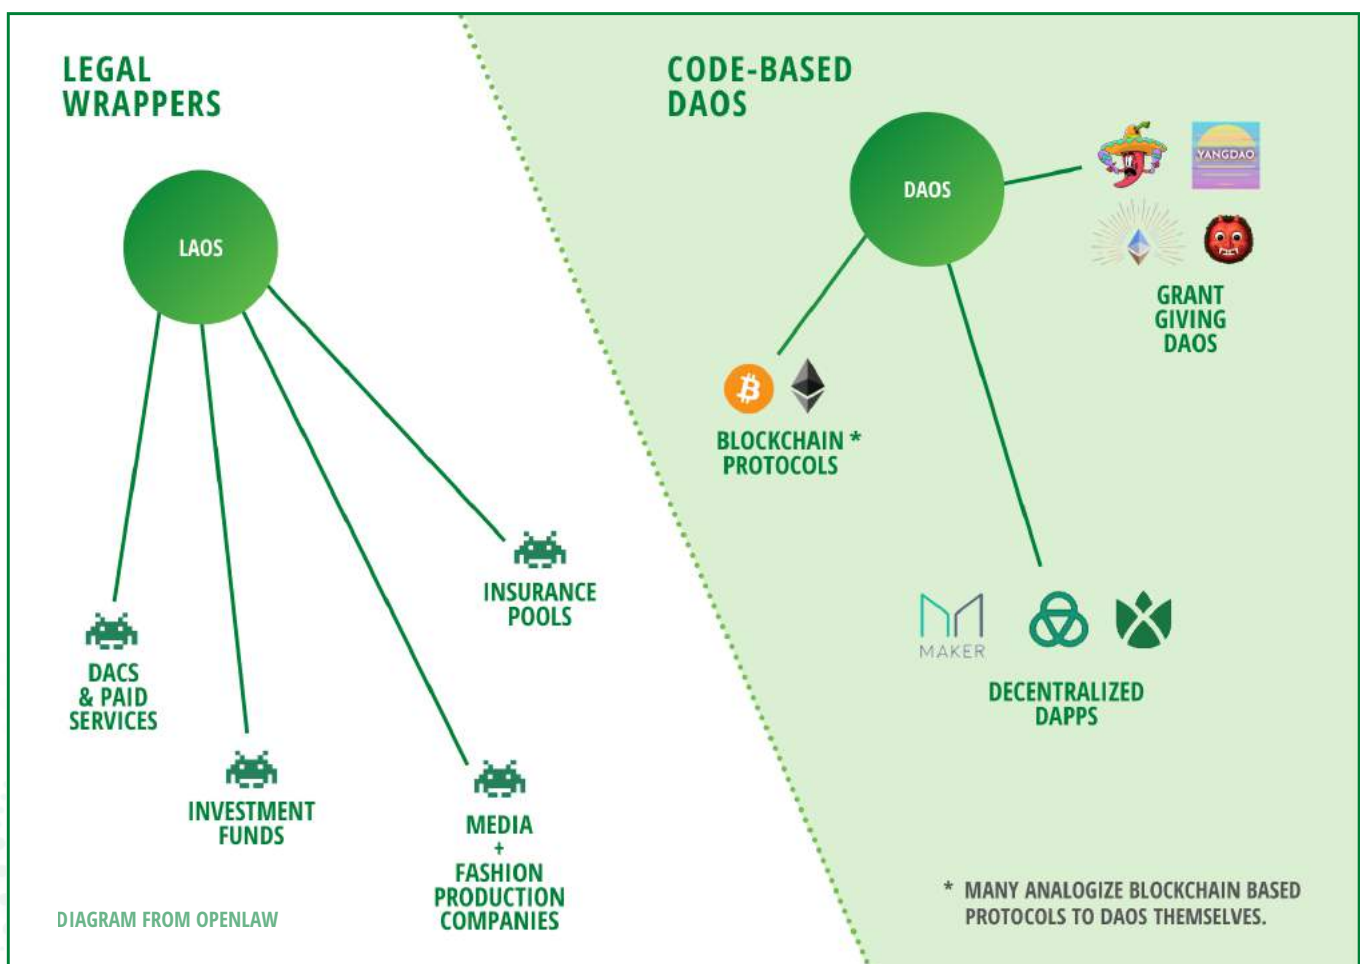 LEGAL
WRAPPERS
LAOS
DACS
& PAID
SERVICES
INVESTMENT
FUNDS
MEDIA
+
FASHION
PRODUCTION
COMPANIES
INSURANCE
POOLS
DIAGRAM FROM OPENLAW
CODE-BASED
DAOS
DAOS
YANGDAO
GRANT
GIVING
DAOS
BLOCKCHAIN *
PROTOCOLS
MAKER
DECENTRALIZED
DAPPS
* MANY ANALOGIZE BLOCKCHAIN BASED
PROTOCOLS TO DAOS THEMSELVES.